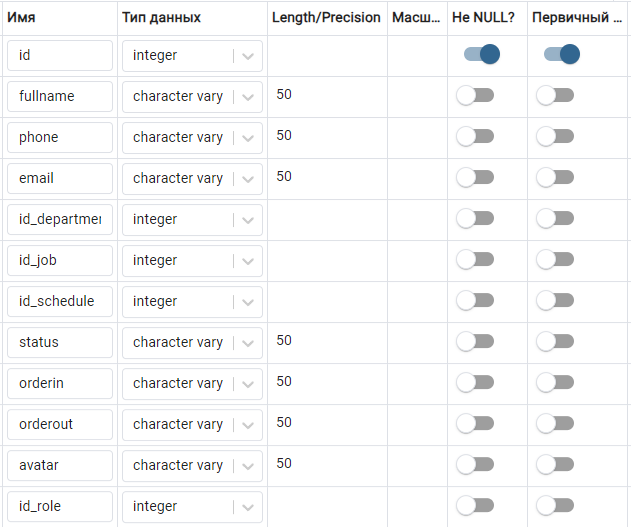 Имя Тип данных Length/Precision Масш... Не NULL? Первичный ...
id integer
fullname character vary 50
phone character vary 50
email character vary 50
id_departmer integer
id_job integer
id_schedule integer
status character vary 50
orderin character vary 50
orderout character vary 50
avatar character vary 50
id_role integer